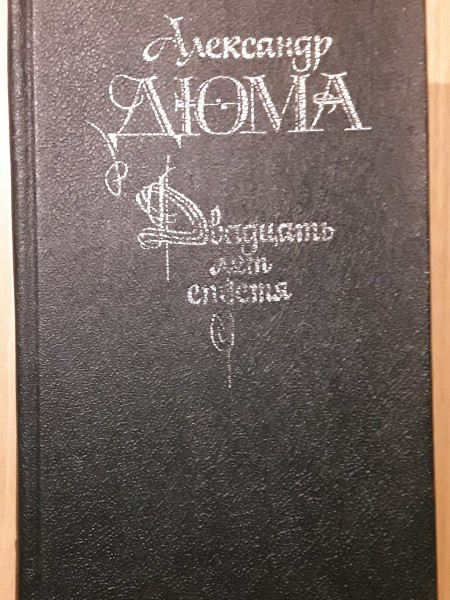 Александр
ДЮМА
Двадцать
лет
спустя